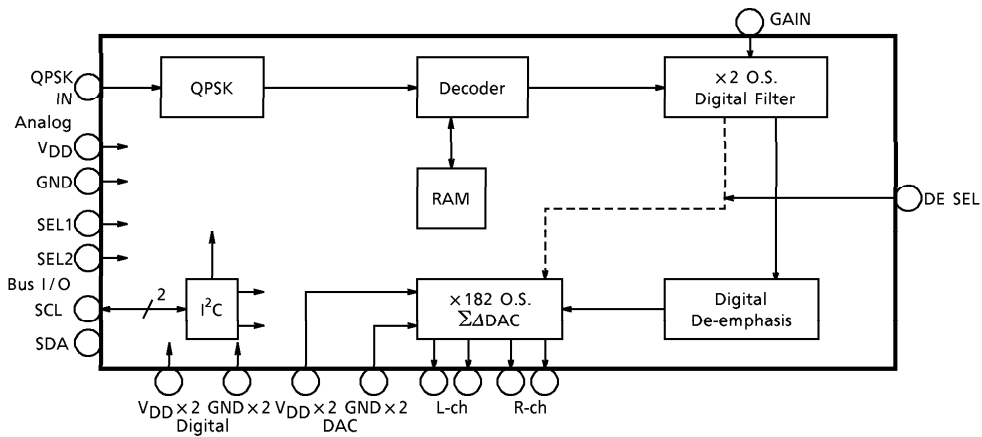 GAIN
QPSK
IN
QPSK
Decoder
×2 O.S.
Digital Filter
Analog
VDD
GND
RAM
DE SEL
SEL1
SEL2
Bus I/O
SCL
2
I²C
×182 O.S.
ΣΔDAC
Digital
De-emphasis
SDA
VDD×2 GND×2 VDD×2 GND×2 L-ch R-ch
Digital DAC